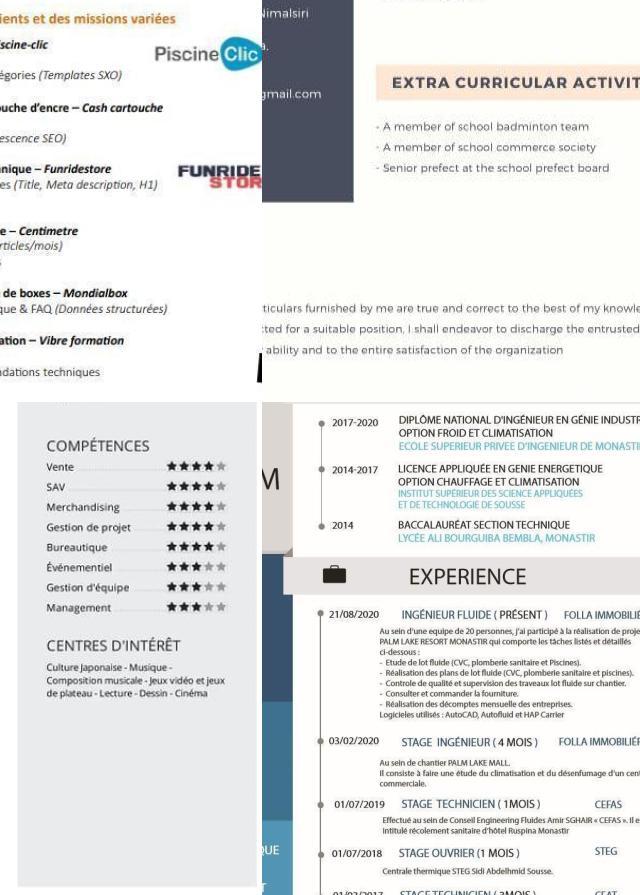 ients et des missions variées
iscine-clic
PiscineClic
égories (Templates SXO)
ouche d'encre – Cash cartouche
escence SEO)
nique – Funridestore
es (Title, Meta description, H1)
FUNRIDE
STOR
e – Centimetre
rticles/mois)
de boxes – Mondialbox
que & FAQ (Données structurées)
ation – Vibre formation
ndations techniques
Nimalsiri
a.
gmail.com
EXTRA CURRICULAR ACTIVIT
- A member of school badminton team
- A member of school commerce society
- Senior prefect at the school prefect board
ticulars furnished by me are true and correct to the best of my knowle
ted for a suitable position, I shall endeavor to discharge the entrusted
ability and to the entire satisfaction of the organization
COMPÉTENCES
Vente
SAV
Merchandising
Gestion de projet
Bureautique
Événementiel
Gestion d'équipe
Management
CENTRES D'INTÉRÊT
Culture Japonaise - Musique -
Composition musicale - Jeux vidéo et jeux
de plateau - Lecture - Dessin - Cinéma
M
QUE
T
2017-2020 DIPLÔME NATIONAL D'INGÉNIEUR EN GÉNIE INDUSTR
OPTION FROID ET CLIMATISATION
ECOLE SUPERIEUR PRIVEE D'INGENIEUR DE MONASTI
2014-2017 LICENCE APPLIQUÉE EN GENIE ENERGETIQUE
OPTION CHAUFFAGE ET CLIMATISATION
INSTITUT SUPÉRIEUR DES SCIENCE APPLIQUÉES
ET DE TECHNOLOGIE DE SOUSSE
2014 BACCALAURÉAT SECTION TECHNIQUE
LYCÉE ALI BOURGUIBA BEMBLA, MONASTIR
EXPERIENCE
21/08/2020 INGÉNIEUR FLUIDE ( PRÉSENT ) FOLLA IMMOBILIÈ
Au sein d'une equipe de 20 personnes, j'ai participé à la réalisation de proje
PALM LAKE RESORT MONASTIR qui comporte les tâches listés et détaillés
ci-dessous :
- Etude de lot fluide (CVC, plomberie sanitaire et Piscines).
- Réalisation des plans de lot fluide (CVC, plomberie sanitaire et piscines).
- Controle de qualité et supervision des traveaux lot fluide sur chantier.
- Consulter et commander la fourniture.
- Réalisation des décomptes mensuelle des entreprises.
Logicieles utilisés : AutoCAD, Autofluid et HAP Carrier
03/02/2020 STAGE INGÉNIEUR ( 4 MOIS ) FOLLA IMMOBILIÈR
Au sein de chantier PALM LAKE MALL.
Il consiste à faire une étude du climatisation et du désenfumage d'un cent
commerciale.
01/07/2019 STAGE TECHNICIEN ( 1MOIS ) CEFAS
Effectué au sein de Conseil Engineering Fluides Amir SGHAIR « CEFAS ». Il e
intitulé récolement sanitaire d'hôtel Ruspina Monastir
01/07/2018 STAGE OUVRIER (1 MOIS ) STEG
Centrale thermique STEG Sidi Abdelhmid Sousse.